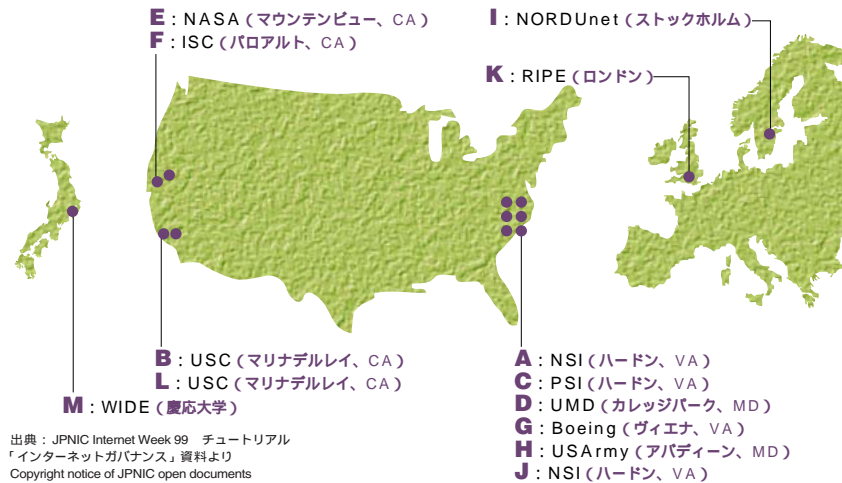 E：NASA（マウンテンビュー、CA）
F：ISC（パロアルト、CA）
I：NORDUnet（ストックホルム）
K：RIPE（ロンドン）
B：USC（マリナデルレイ、CA）
L：USC（マリナデルレイ、CA）
M：WIDE（慶応大学）
A：NSI（ハードン、VA）
C：PSI（ハードン、VA）
D：UMD（カレッジパーク、MD）
G：Boeing（ヴィエナ、VA）
H：USArmy（アバディーン、MD）
J：NSI（ハードン、VA）
出典：JPNIC Internet Week 99　チュートリアル
「インターネットガバナンス」資料より
Copyright notice of JPNIC open documents